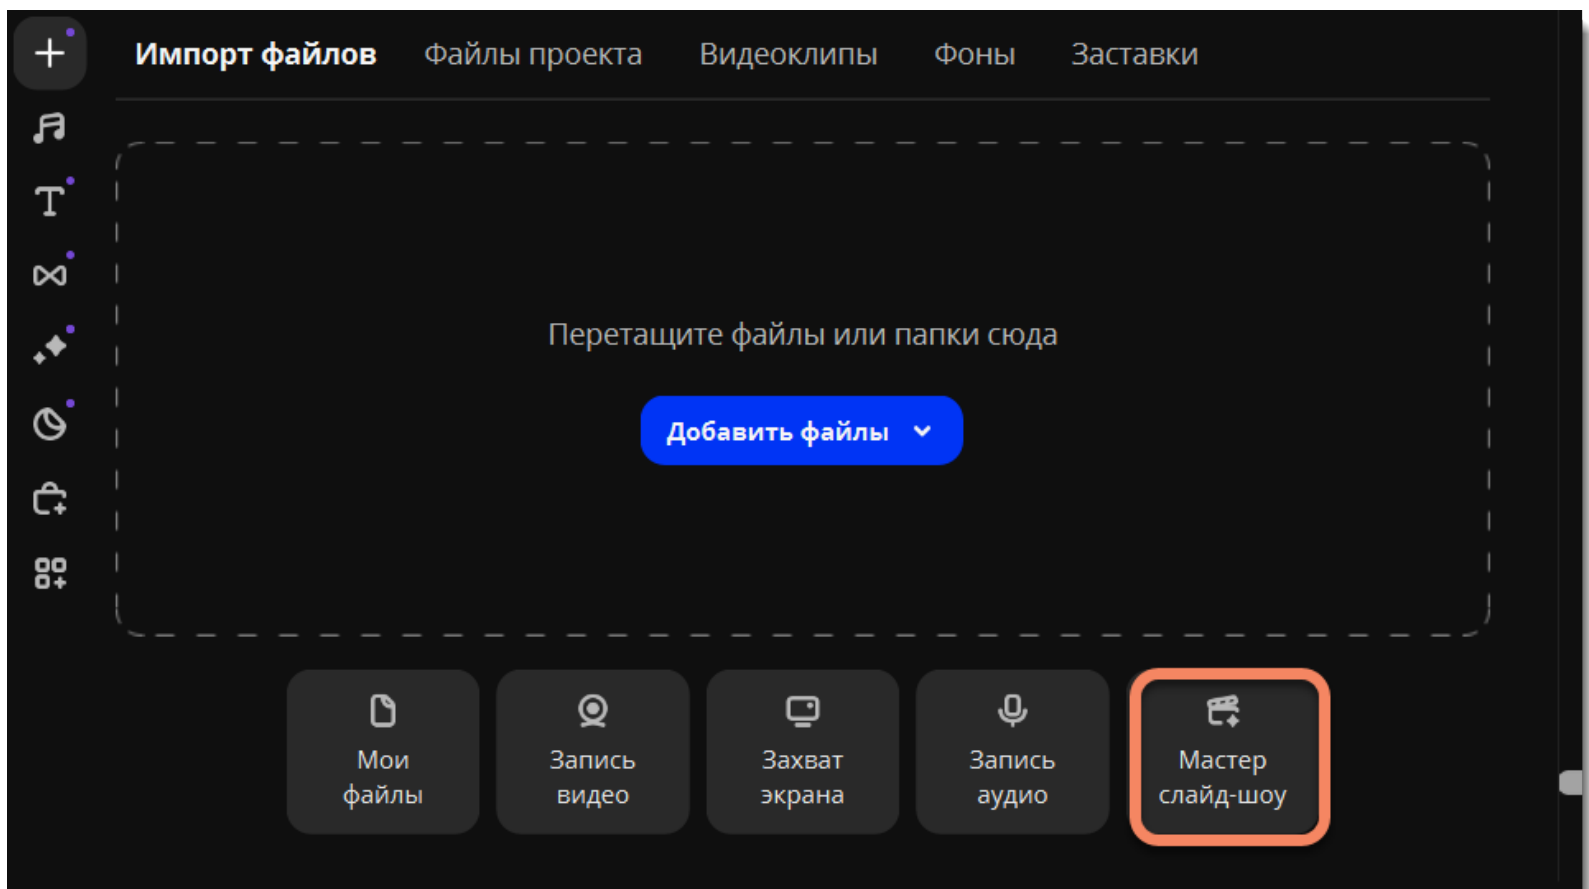 Импорт файлов Файлы проекта Видеоклипы Фоны Заставки
Перетащите файлы или папки сюда
Добавить файлы
Мои
файлы
Запись
видео
Захват
экрана
Запись
аудио
Мастер
слайд-шоу